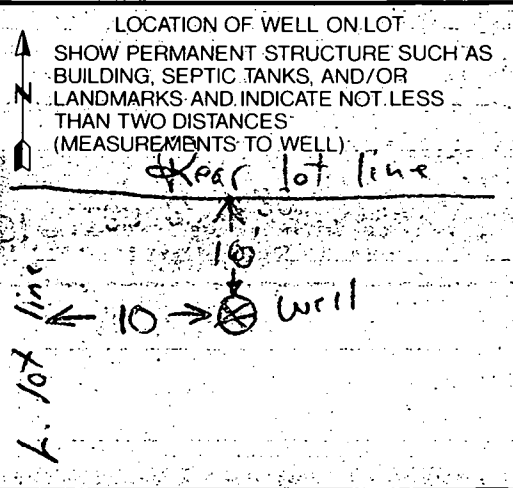 LOCATION OF WELL ON LOT
SHOW PERMANENT STRUCTURE SUCH AS
BUILDING, SEPTIC TANKS, AND/OR
LANDMARKS AND INDICATE NOT LESS
THAN TWO DISTANCES
(MEASUREMENTS TO WELL)
N
Rear lot line
10
10
well
L. lot line